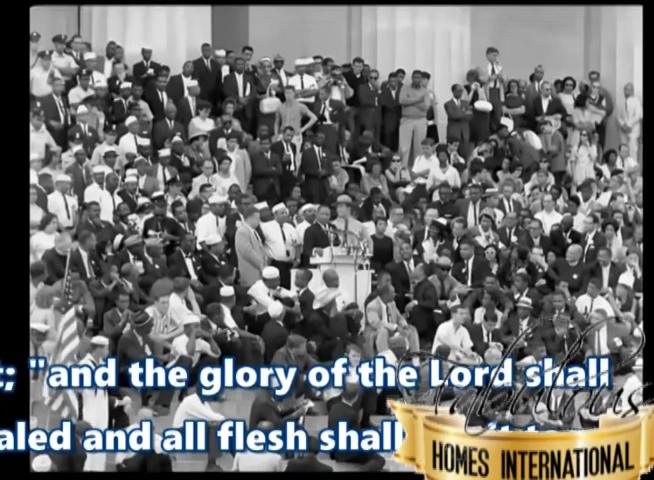 t; "and the glory of the Lord shall
aled and all flesh shall
HOMES INTERNATIONAL